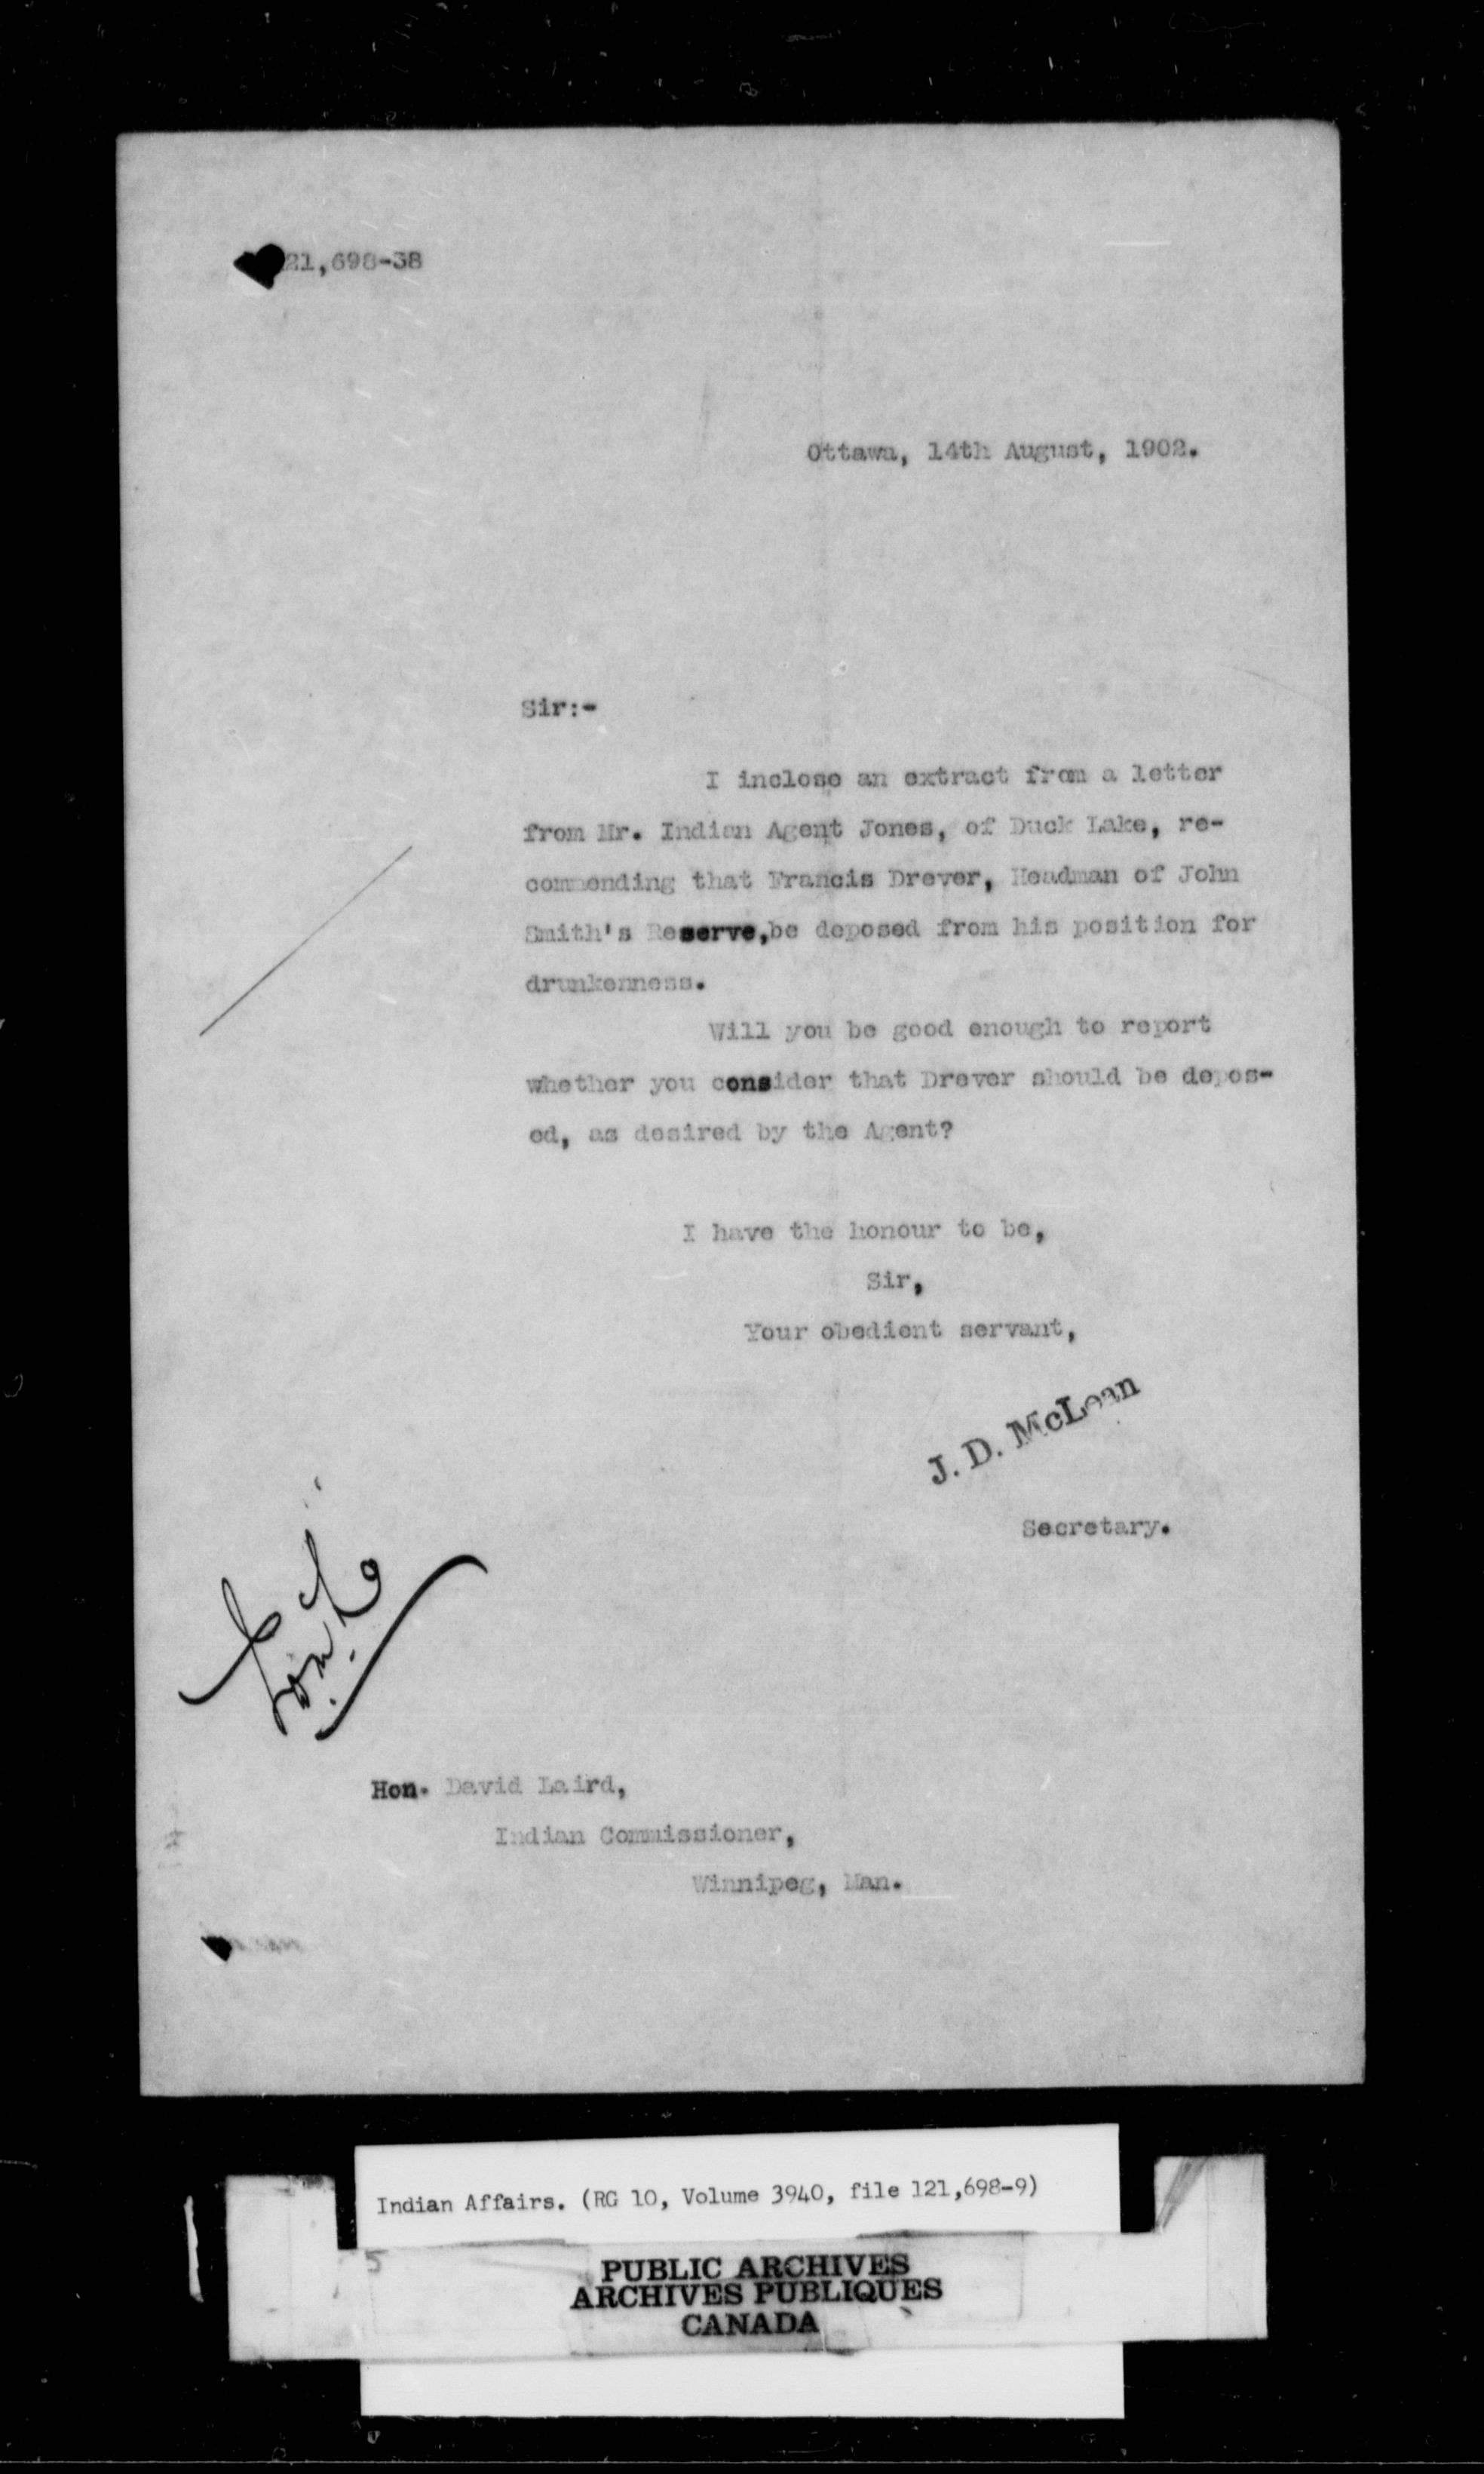 21,698-38
Ottawa, 14th August, 1902.
Sir:-
I inclose an extract from a letter
from Mr. Indian Agent Jones, of Duck Lake, re-
commending that Francis Drever, Headman of John
Smith's Reserve,be deposed from his position for
drunkenness.
Will you be good enough to report
whether you consider that Drever should be depos-
ed, as desired by the Agent?
I have the honour to be,
Sir,
Your obedient servant,
J. D. McLean
Secretary.
Hon. David Laird,
Indian Commissioner,
Winnipeg, Man.
Indian Affairs. (RG 10, Volume 3940, file 121,698-9)
5
PUBLIC ARCHIVES
ARCHIVES PUBLIQUES
CANADA